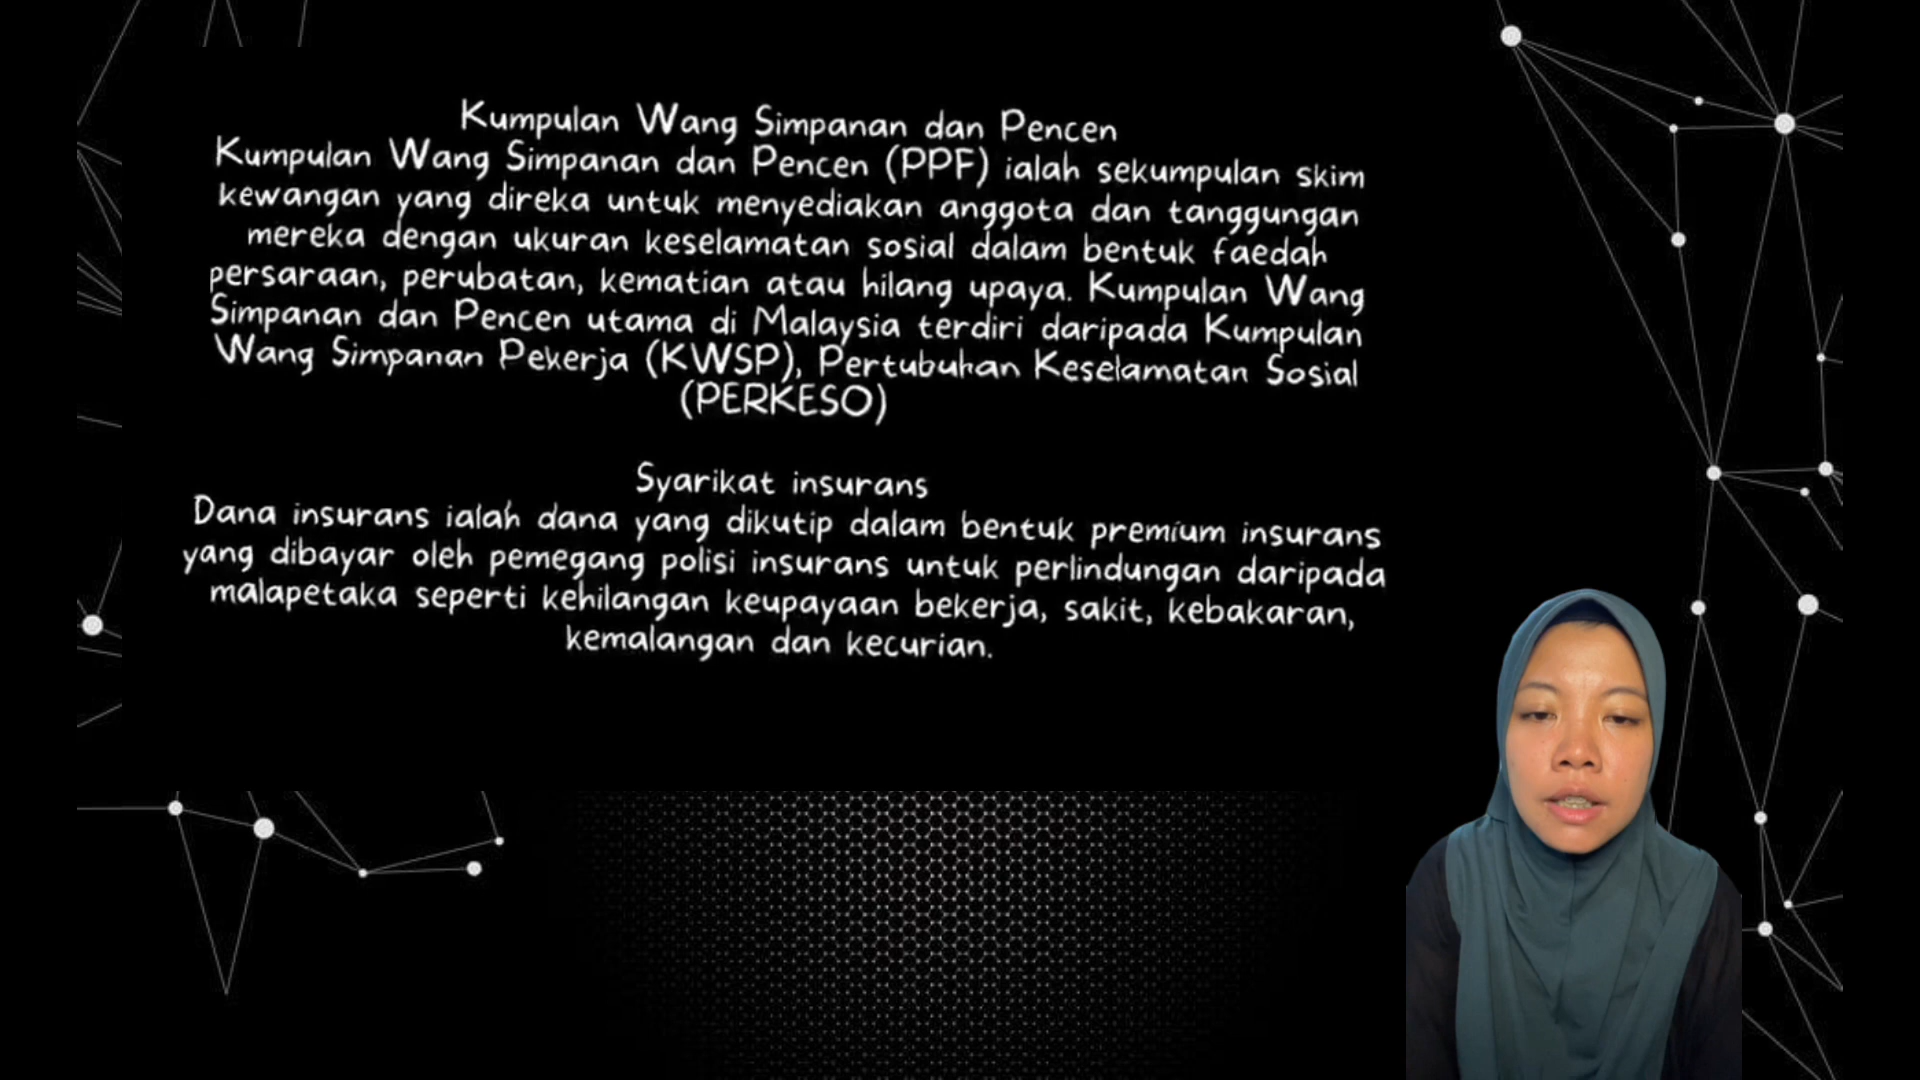 Kumpulan Wang Simpanan dan Pencen
Kumpulan Wang Simpanan dan Pencen (PPF) ialah sekumpulan skim
kewangan yang direka untuk menyediakan anggota dan tanggungan
mereka dengan ukuran keselamatan sosial dalam bentuk faedah
persaraan, perubatan, kematian atau hilang upaya. Kumpulan Wang
Simpanan dan Pencen utama di Malaysia terdiri daripada Kumpulan
Wang Simpanan Pekerja (KWSP), Pertubuhan Keselamatan Sosial
(PERKESO)
Syarikat insurans
Dana insurans ialah dana yang dikutip dalam bentuk premium insurans
yang dibayar oleh pemegang polisi insurans untuk perlindungan daripada
malapetaka seperti kehilangan keupayaan bekerja, sakit, kebakaran,
kemalangan dan kecurian.